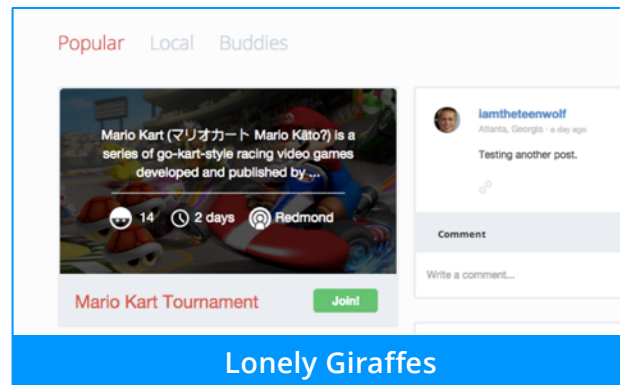 Popular Local Buddies
Mario Kart (マリオカート Mario Kāto?) is a
series of go-kart-style racing video games
developed and published by ...
14 2 days Redmond
Mario Kart Tournament Join!
iamtheteenwolf
Atlanta, Georgia · a day ago
Testing another post.
Comment
Write a comment...
Lonely Giraffes